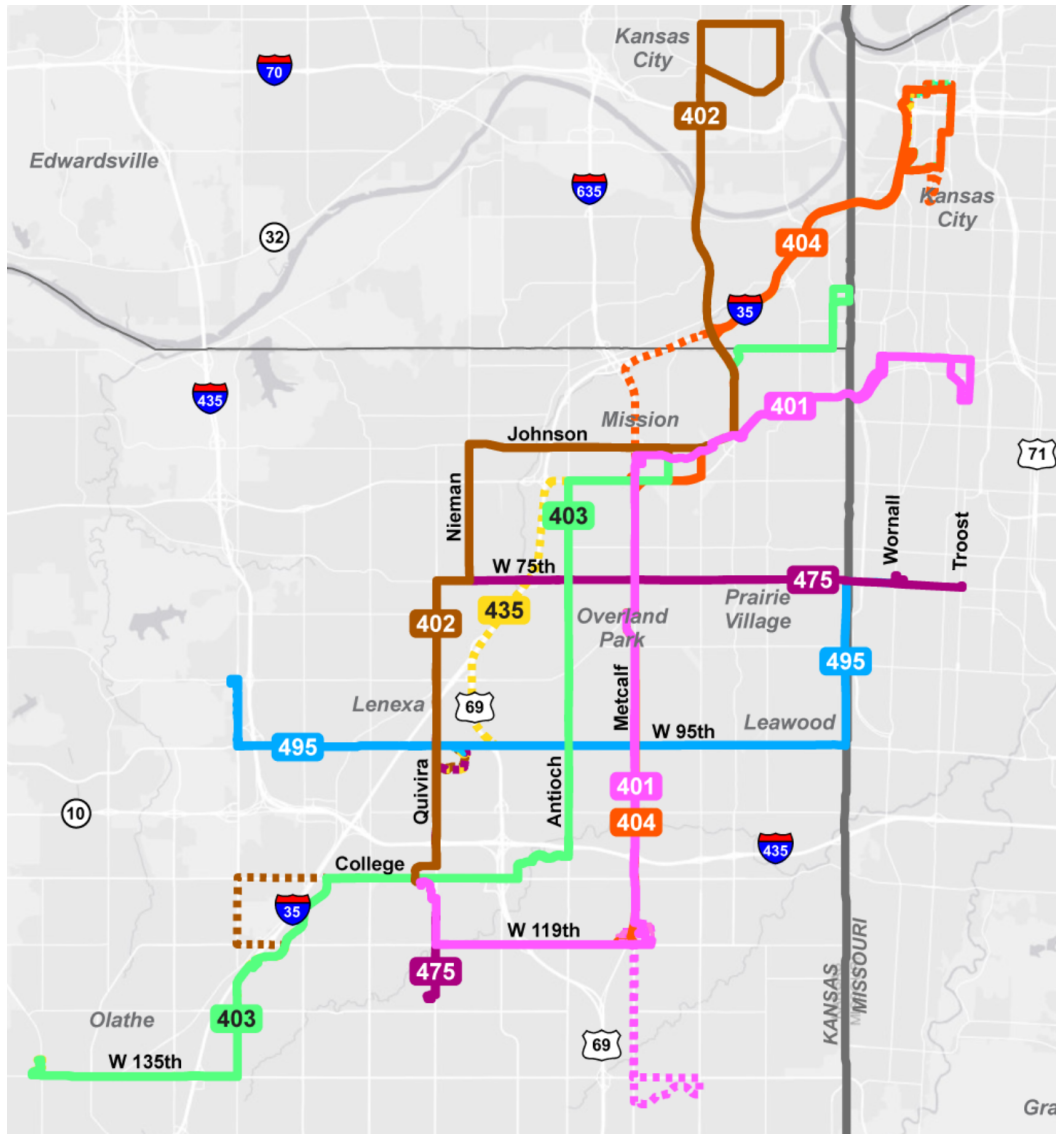 Kansas
City
70
402
Edwardsville
635
Kansas
City
32
404
35
435
401
Mission
Johnson
71
Nieman
403
Wornall
Troost
W 75th
475
435
Prairie
Village
402
Overland
Park
495
Metcalf
Lenexa
69
Leawood
W 95th
495
401
Quivira
Antioch
10
404
435
College
35
W 119th
475
KANSAS
MISSOURI
Olathe
403
69
W 135th
Gra